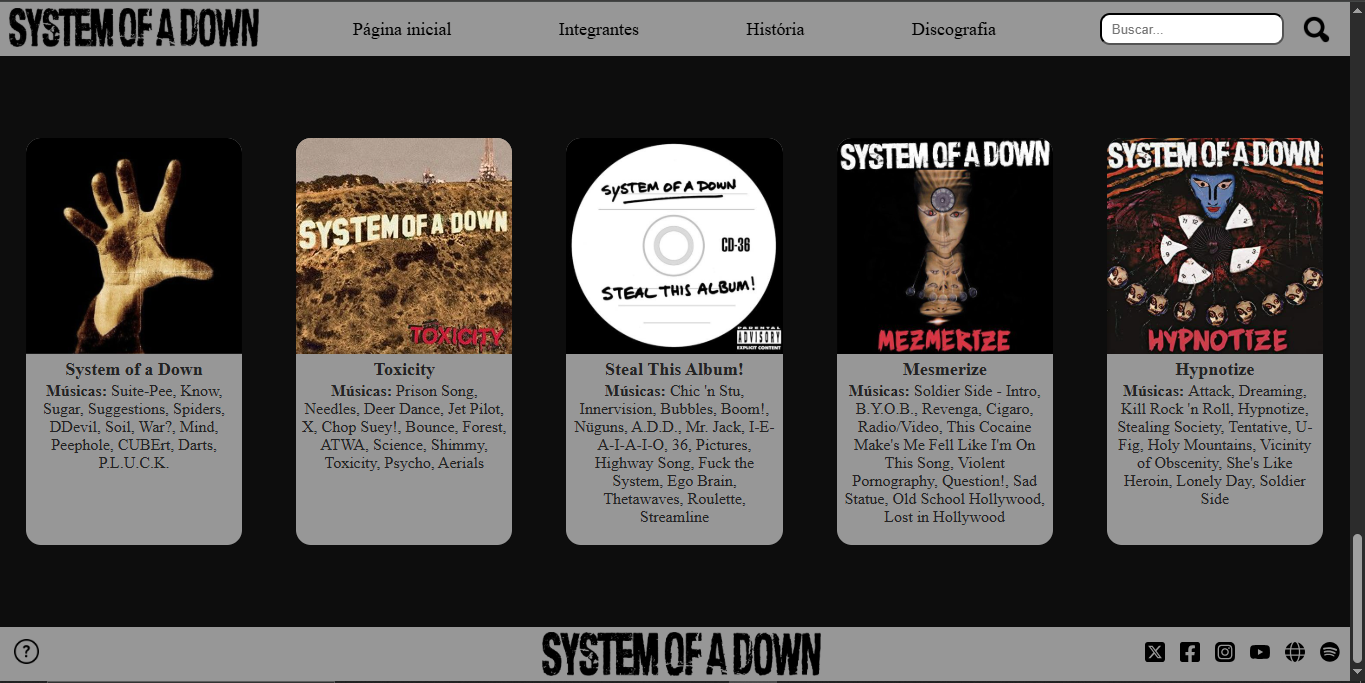 SYSTEM OF A DOWN
Página inicial
Integrantes
História
Discografia
Buscar...
SYSTEM OF A DOWN
TOXICITY
SYSTEM OF A DOWN
CD-36
STEAL THIS ALBUM!
PARENTAL
ADVISORY
EXPLICIT CONTENT
SYSTEM OF A DOWN
MEZMERIZE
SYSTEM OF A DOWN
HYPNOTIZE
System of a Down
Músicas: Suite-Pee, Know,
Sugar, Suggestions, Spiders,
DDevil, Soil, War?, Mind,
Peephole, CUBErt, Darts,
P.L.U.C.K.
Toxicity
Músicas: Prison Song,
Needles, Deer Dance, Jet Pilot,
X, Chop Suey!, Bounce, Forest,
ATWA, Science, Shimmy,
Toxicity, Psycho, Aerials
Steal This Album!
Músicas: Chic 'n Stu,
Innervision, Bubbles, Boom!,
Nüguns, A.D.D., Mr. Jack, I-E-
A-I-A-I-O, 36, Pictures,
Highway Song, Fuck the
System, Ego Brain,
Thetawaves, Roulette,
Streamline
Mesmerize
Músicas: Soldier Side - Intro,
B.Y.O.B., Revenga, Cigaro,
Radio/Video, This Cocaine
Make's Me Fell Like I'm On
This Song, Violent
Pornography, Question!, Sad
Statue, Old School Hollywood,
Lost in Hollywood
Hypnotize
Músicas: Attack, Dreaming,
Kill Rock 'n Roll, Hypnotize,
Stealing Society, Tentative, U-
Fig, Holy Mountains, Vicinity
of Obscenity, She's Like
Heroin, Lonely Day, Soldier
Side
?
SYSTEM OF A DOWN